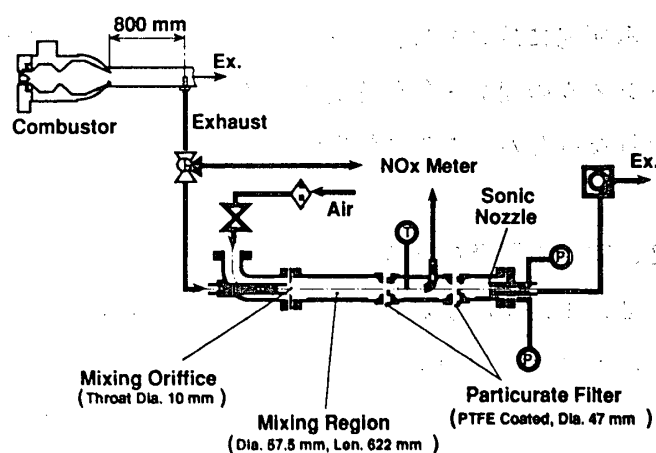 800 mm
Ex.
Combustor
Exhaust
NOx Meter
Ex.
Air
Sonic
Nozzle
T
P
P
Mixing Oriffice
(Throat Dia. 10 mm)
Mixing Region
(Dia. 57.5 mm, Len. 622 mm)
Particurate Filter
(PTFE Coated, Dia. 47 mm)